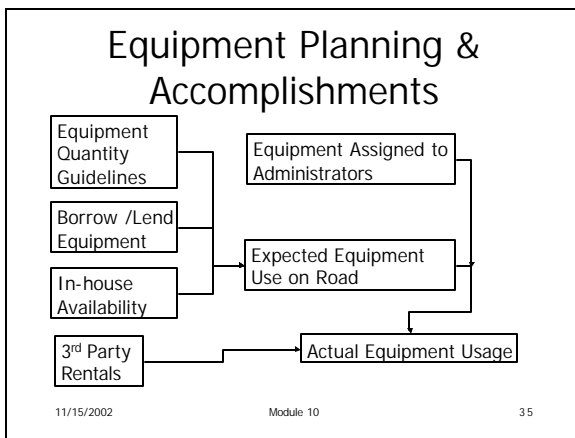 Equipment Planning &
Accomplishments
Equipment
Quantity
Guidelines
Equipment Assigned to
Administrators
Borrow /Lend
Equipment
Expected Equipment
Use on Road
In-house
Availability
3rd Party
Rentals
Actual Equipment Usage
11/15/2002
Module 10
35